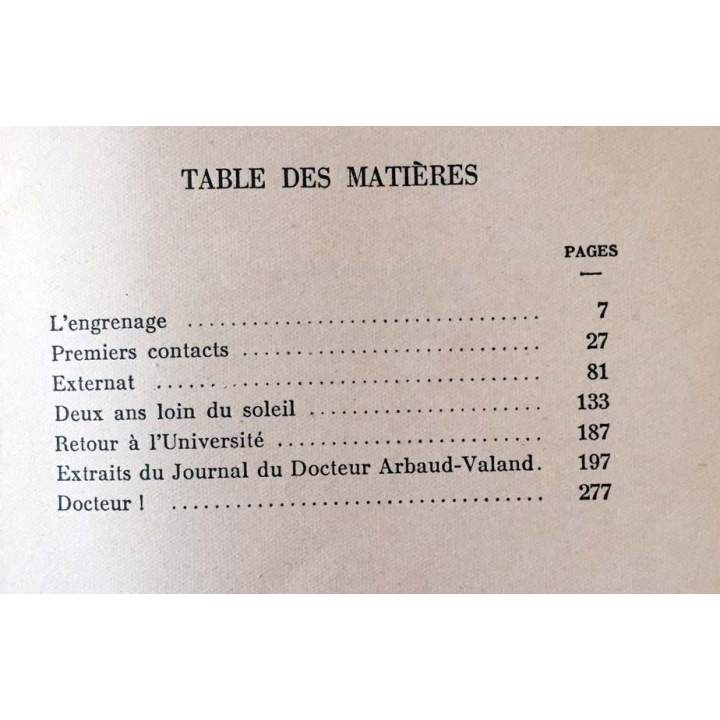 TABLE DES MATIÈRES
PAGES
L'engrenage ................................. 7
Premiers contacts ............................ 27
Externat .................................... 81
Deux ans loin du soleil ...................... 133
Retour à l'Université ......................... 187
Extraits du Journal du Docteur Arbaud-Valand. 197
Docteur ! ................................... 277